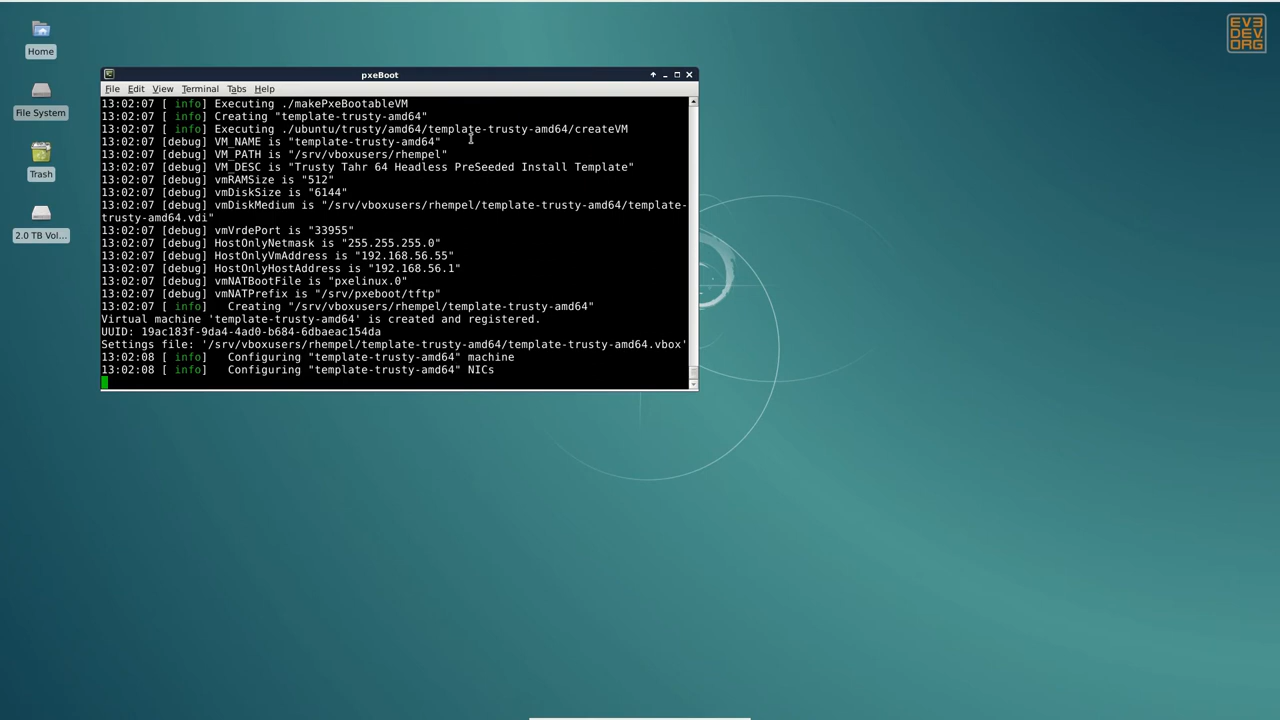 EV3
DEV.
ORG
Home
File System
Trash
2.0 TB Vol...
pxeBoot
File Edit View Terminal Tabs Help
13:02:07 [ info] Executing ./makePxeBootableVM
13:02:07 [ info] Creating "template-trusty-amd64"
13:02:07 [ info] Executing ./ubuntu/trusty/amd64/template-trusty-amd64/createVM
13:02:07 [debug] VM_NAME is "template-trusty-amd64"
13:02:07 [debug] VM_PATH is "/srv/vboxusers/rhempel"
13:02:07 [debug] VM_DESC is "Trusty Tahr 64 Headless PreSeeded Install Template"
13:02:07 [debug] vmRAMSize is "512"
13:02:07 [debug] vmDiskSize is "6144"
13:02:07 [debug] vmDiskMedium is "/srv/vboxusers/rhempel/template-trusty-amd64/template-
trusty-amd64.vdi"
13:02:07 [debug] vmVrdePort is "33955"
13:02:07 [debug] HostOnlyNetmask is "255.255.255.0"
13:02:07 [debug] HostOnlyVmAddress is "192.168.56.55"
13:02:07 [debug] HostOnlyHostAddress is "192.168.56.1"
13:02:07 [debug] vmNATBootFile is "pxelinux.0"
13:02:07 [debug] vmNATPrefix is "/srv/pxeboot/tftp"
13:02:07 [ info]   Creating "/srv/vboxusers/rhempel/template-trusty-amd64"
Virtual machine 'template-trusty-amd64' is created and registered.
UUID: 19ac183f-9da4-4ad0-b684-6dbaeac154da
Settings file: '/srv/vboxusers/rhempel/template-trusty-amd64/template-trusty-amd64.vbox'
13:02:08 [ info]   Configuring "template-trusty-amd64" machine
13:02:08 [ info]   Configuring "template-trusty-amd64" NICs